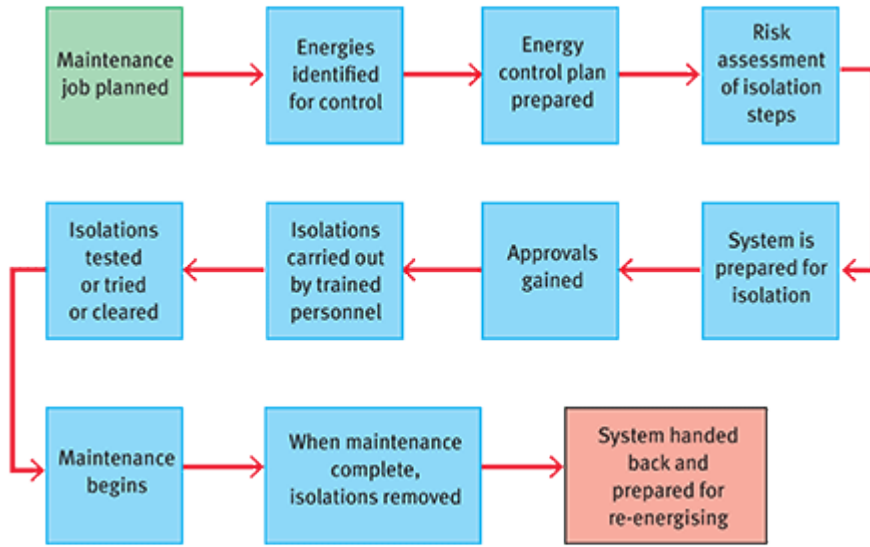 Maintenance
job planned
Energies
identified
for control
Energy
control plan
prepared
Risk
assessment
of isolation
steps
System is
prepared for
isolation
Approvals
gained
Isolations
carried out
by trained
personnel
Isolations
tested
or tried
or cleared
Maintenance
begins
When maintenance
complete,
isolations removed
System handed
back and
prepared for
re-energising